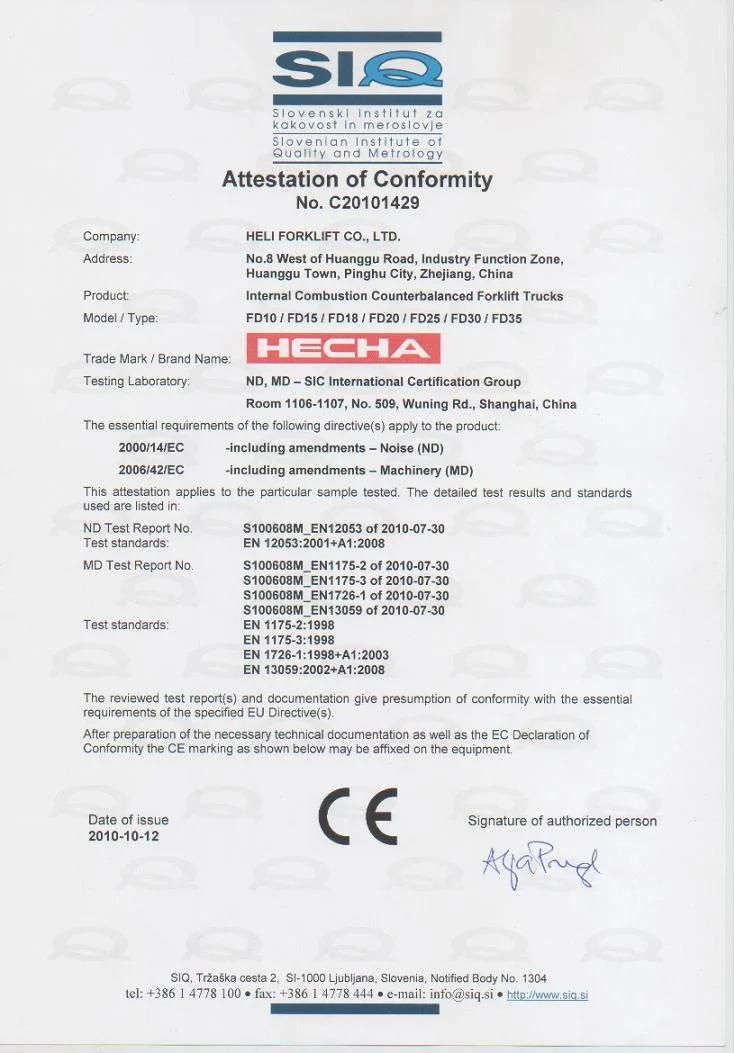 SIQ
Slovenski institut za
kakovost in meroslovje
Slovenian Institute of
Quality and Metrology
Attestation of Conformity
No. C20101429
Company: HELI FORKLIFT CO., LTD.
Address: No.8 West of Huanggu Road, Industry Function Zone,
Huanggu Town, Pinghu City, Zhejiang, China
Product: Internal Combustion Counterbalanced Forklift Trucks
Model / Type: FD10 / FD15 / FD18 / FD20 / FD25 / FD30 / FD35
Trade Mark / Brand Name: HECHA
Testing Laboratory: ND, MD – SIC International Certification Group
Room 1106-1107, No. 509, Wuning Rd., Shanghai, China
The essential requirements of the following directive(s) apply to the product:
2000/14/EC -including amendments – Noise (ND)
2006/42/EC -including amendments – Machinery (MD)
This attestation applies to the particular sample tested. The detailed test results and standards
used are listed in:
ND Test Report No. S100608M_EN12053 of 2010-07-30
Test standards: EN 12053:2001+A1:2008
MD Test Report No. S100608M_EN1175-2 of 2010-07-30
S100608M_EN1175-3 of 2010-07-30
S100608M_EN1726-1 of 2010-07-30
S100608M_EN13059 of 2010-07-30
Test standards: EN 1175-2:1998
EN 1175-3:1998
EN 1726-1:1998+A1:2003
EN 13059:2002+A1:2008
The reviewed test report(s) and documentation give presumption of conformity with the essential
requirements of the specified EU Directive(s).
After preparation of the necessary technical documentation as well as the EC Declaration of
Conformity the CE marking as shown below may be affixed on the equipment.
CE
Date of issue Signature of authorized person
2010-10-12
SIQ, Tržaška cesta 2, SI-1000 Ljubljana, Slovenia, Notified Body No. 1304
tel: +386 1 4778 100 • fax: +386 1 4778 444 • e-mail: info@siq.si • http://www.siq.si